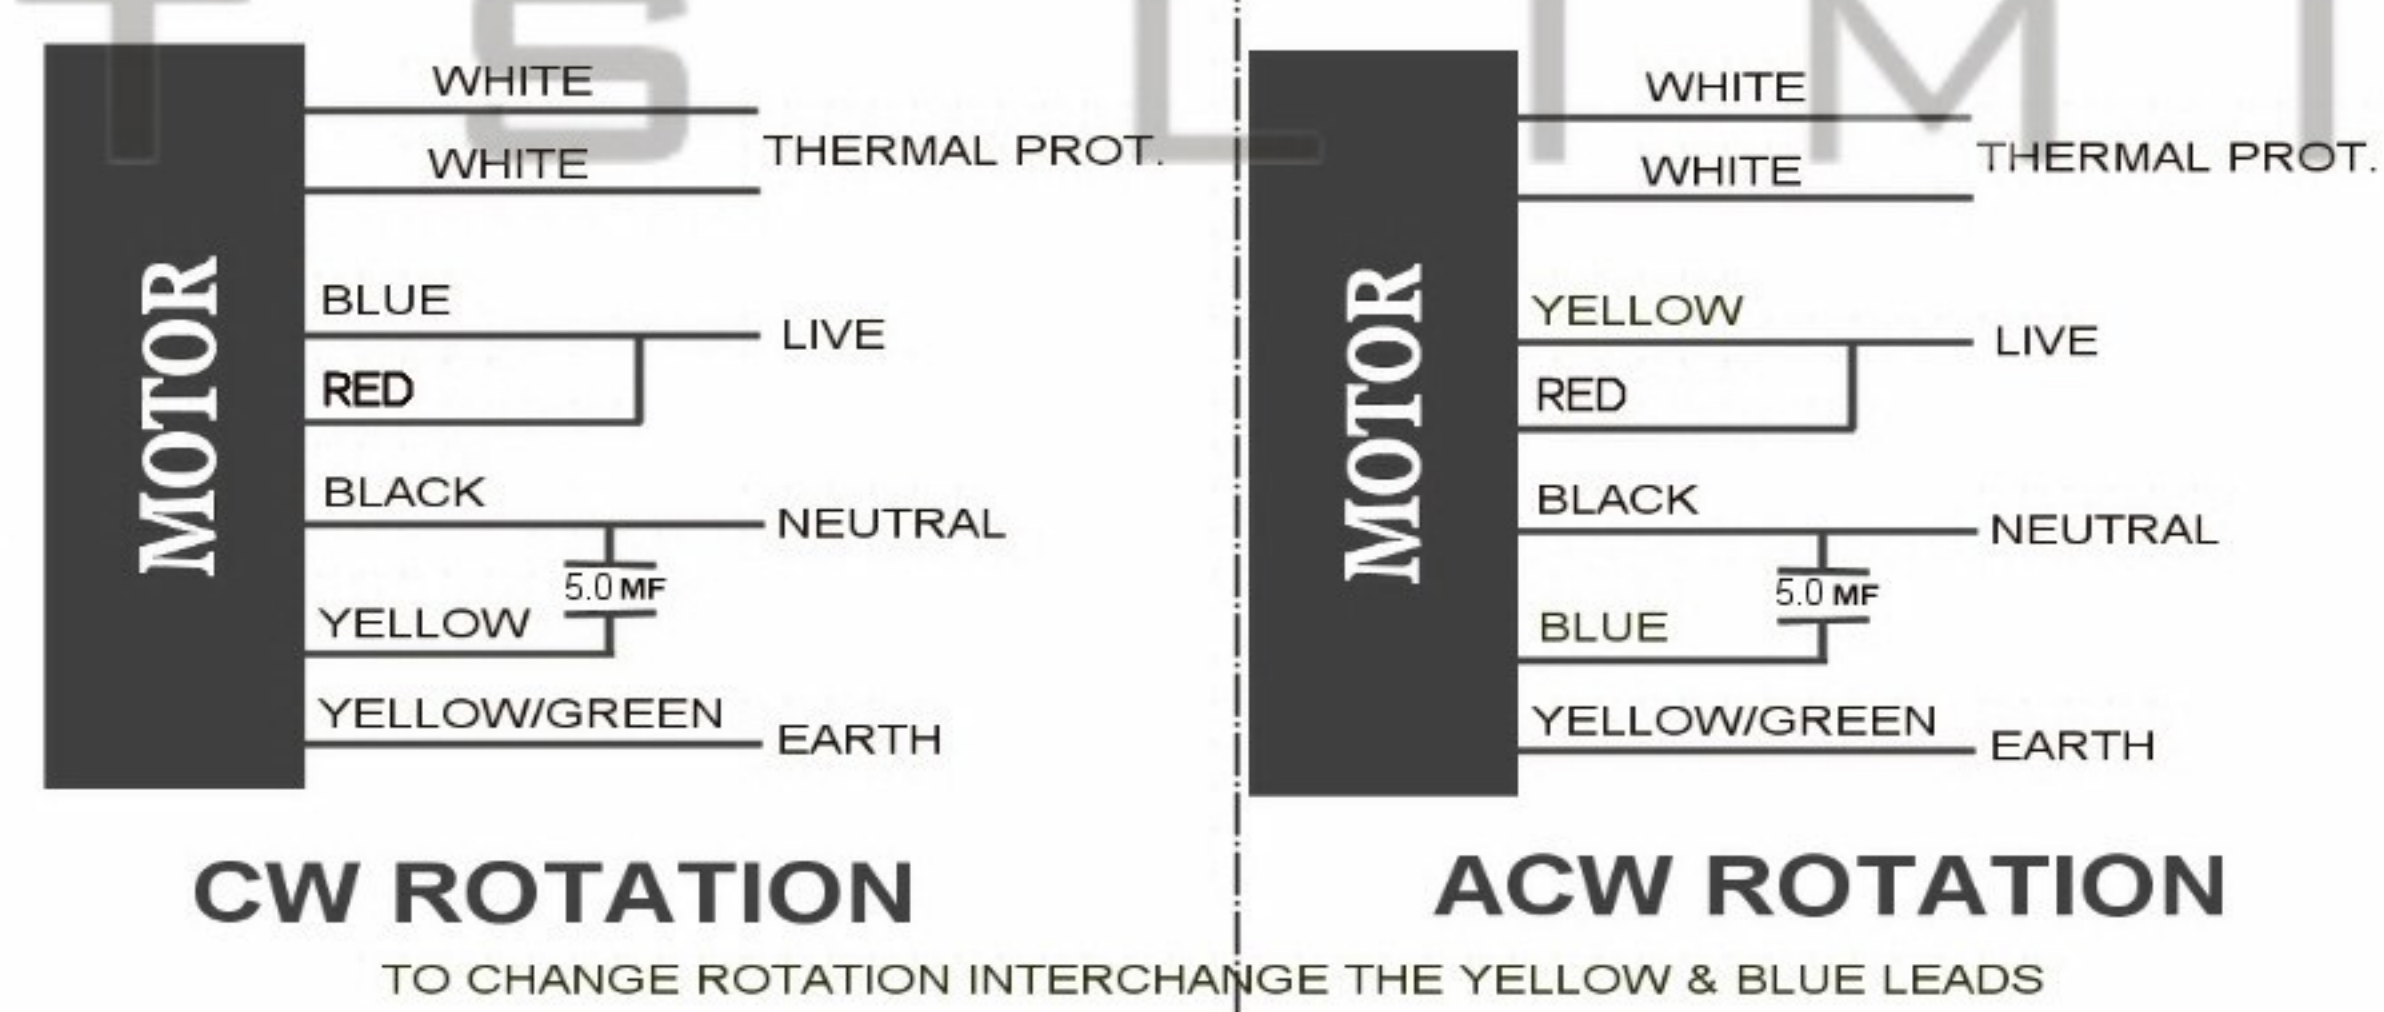 T S L I M I
MOTOR
WHITE
WHITE
THERMAL PROT.
BLUE
LIVE
RED
BLACK
NEUTRAL
5.0 MF
YELLOW
YELLOW/GREEN
EARTH
CW ROTATION
MOTOR
WHITE
WHITE
THERMAL PROT.
YELLOW
LIVE
RED
BLACK
NEUTRAL
5.0 MF
BLUE
YELLOW/GREEN
EARTH
ACW ROTATION
TO CHANGE ROTATION INTERCHANGE THE YELLOW & BLUE LEADS